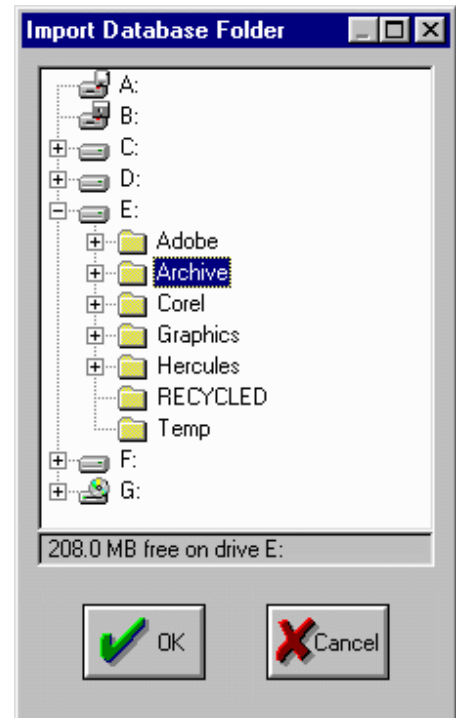 Import Database Folder
A:
B:
C:
D:
E:
Adobe
Archive
Corel
Graphics
Hercules
RECYCLED
Temp
F:
G:
208.0 MB free on drive E:
OK
Cancel